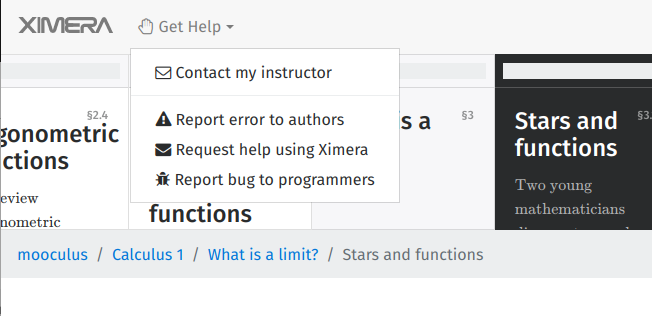 XIMERA
Get Help
Contact my instructor
Report error to authors
Request help using Ximera
Report bug to programmers
§2.4
gonometric
ctions
eview
nometric
functions
s a
§3
§3.
Stars and
functions
Two young
mathematicians
mooculus / Calculus 1 / What is a limit? / Stars and functions